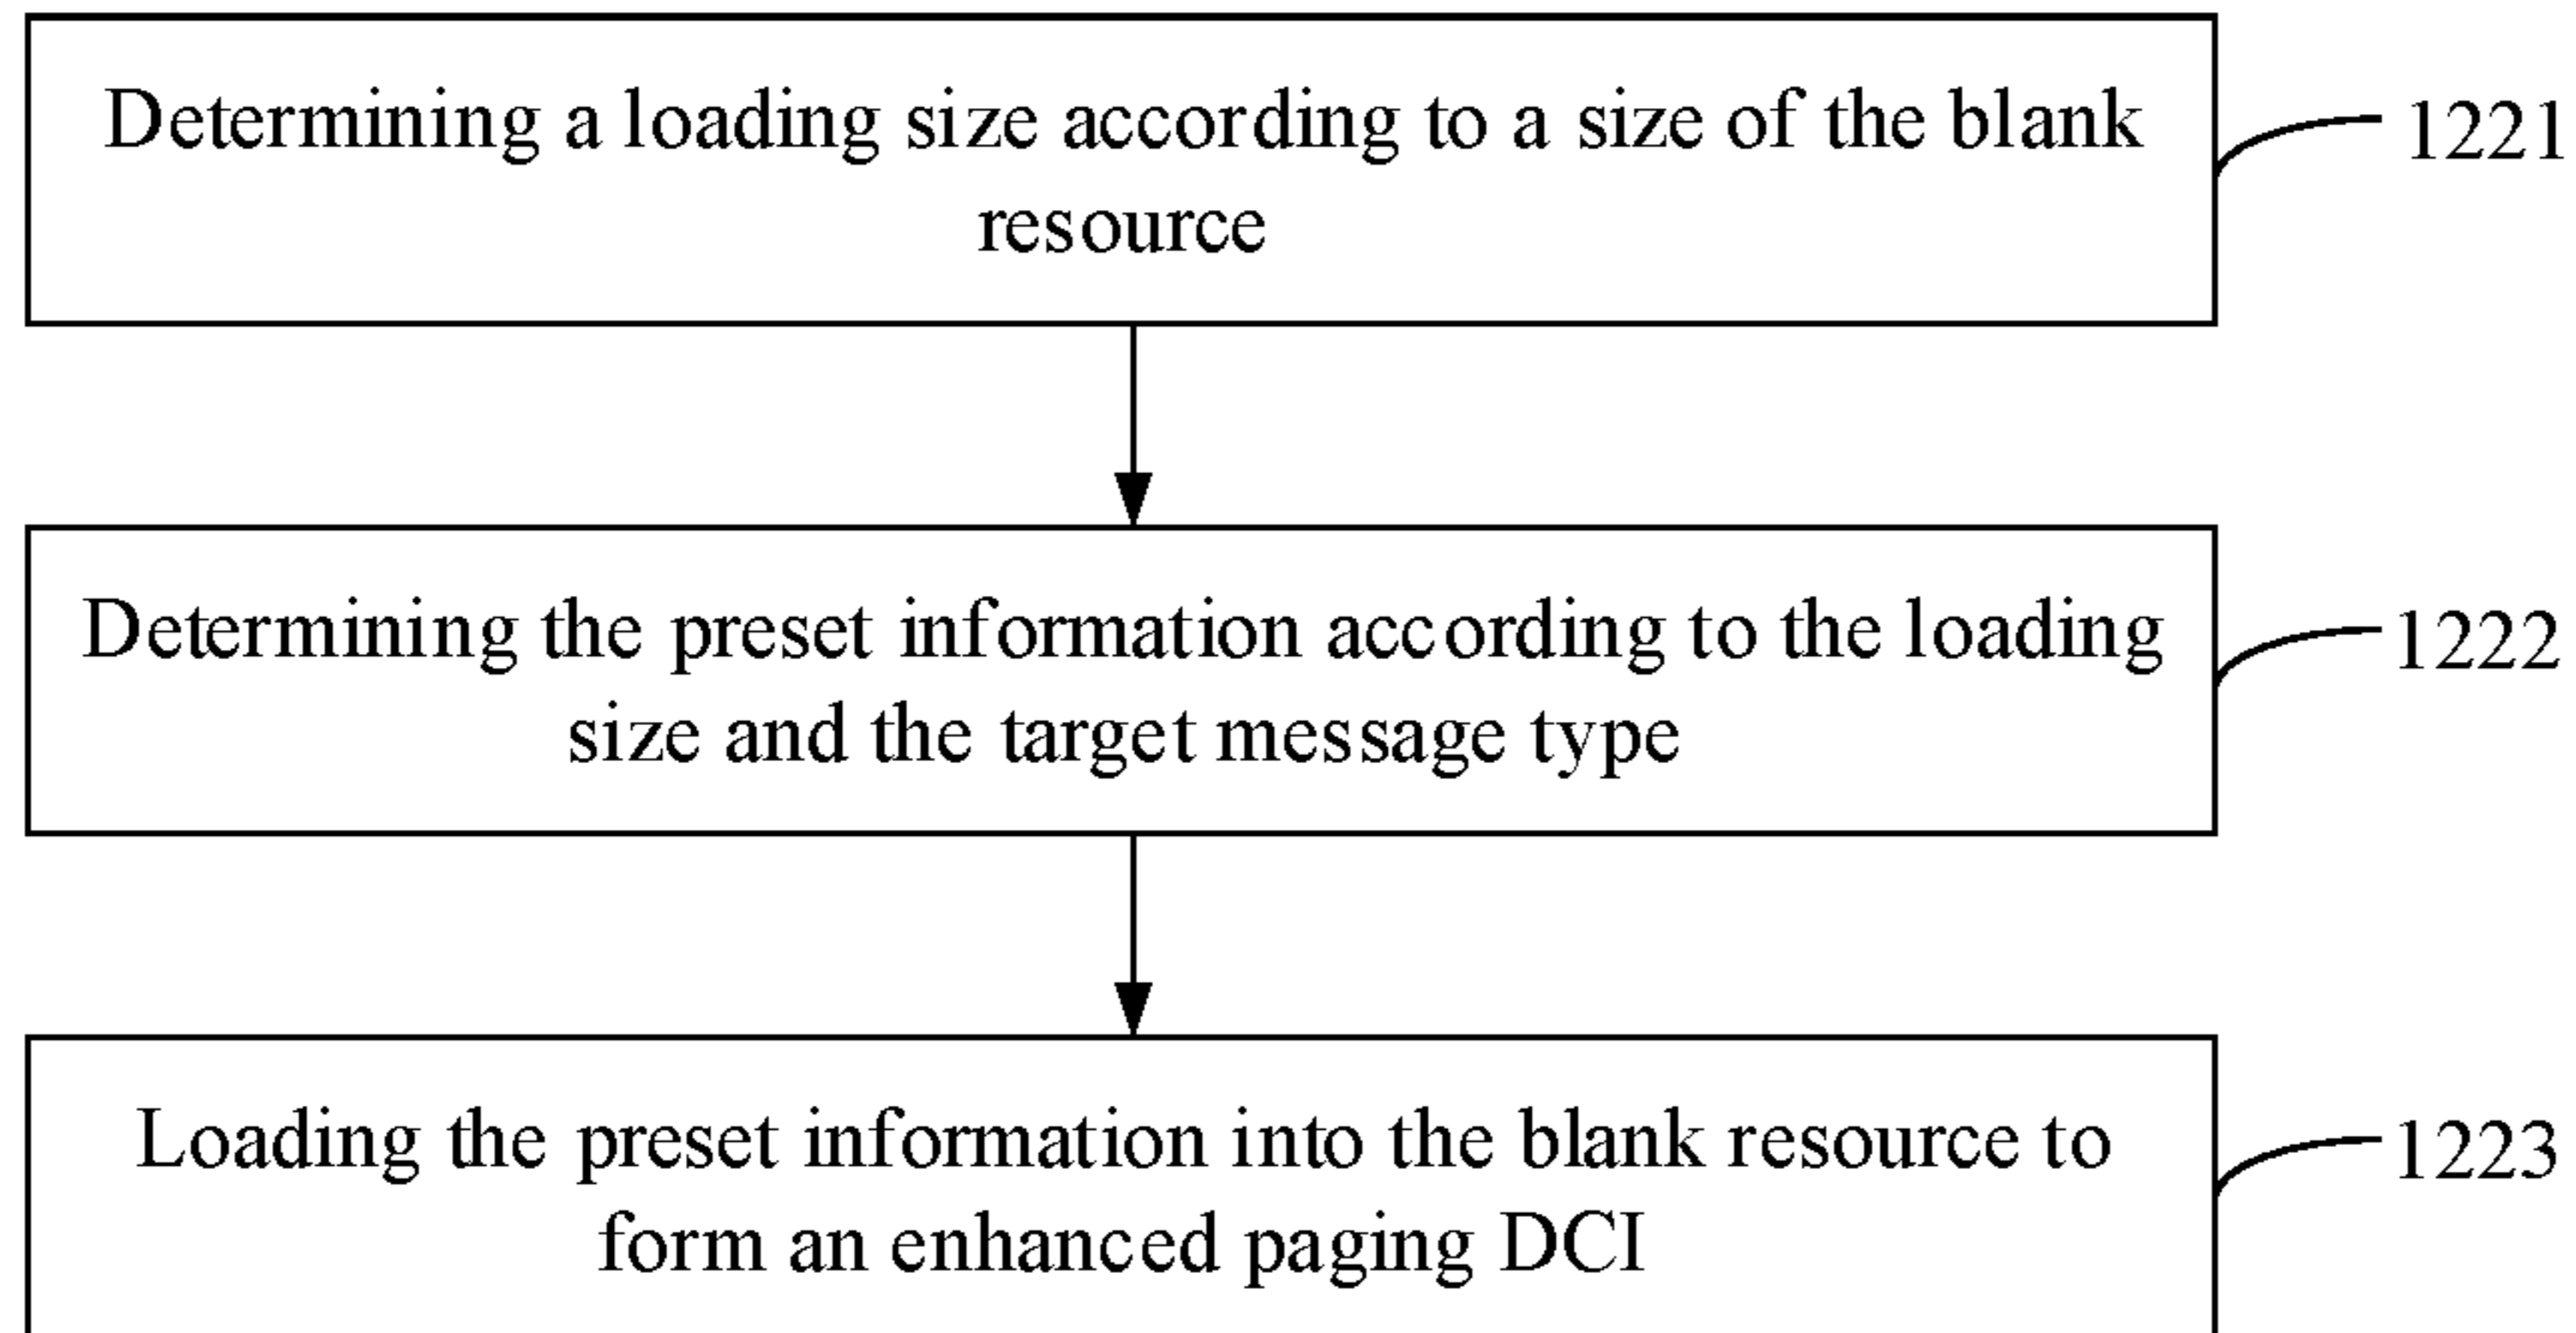 Determining a loading size according to a size of the blank
resource
1221
Determining the preset information according to the loading
size and the target message type
1222
Loading the preset information into the blank resource to
form an enhanced paging DCI
1223